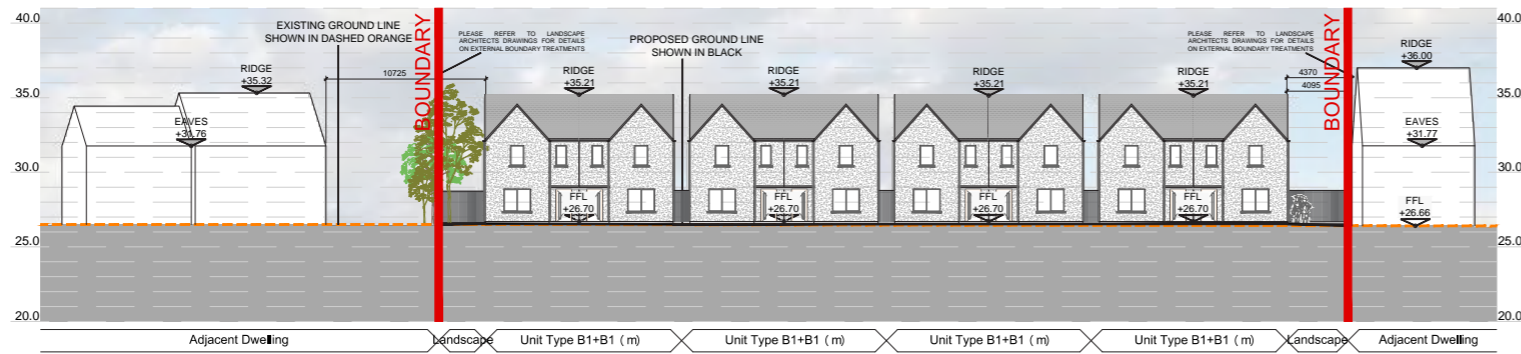 40.0
40.0
EXISTING GROUND LINE
SHOWN IN DASHED ORANGE
BOUNDARY
PLEASE REFER TO LANDSCAPE
ARCHITECTS DRAWINGS FOR DETAILS
ON EXTERNAL BOUNDARY TREATMENTS
PROPOSED GROUND LINE
SHOWN IN BLACK
PLEASE REFER TO LANDSCAPE
ARCHITECTS DRAWINGS FOR DETAILS
ON EXTERNAL BOUNDARY TREATMENTS
BOUNDARY
RIDGE
+35.32
10725
RIDGE
+35.21
RIDGE
+35.21
RIDGE
+35.21
RIDGE
+35.21
4370
4095
RIDGE
+36.00
35.0
35.0
EAVES
+31.76
EAVES
+31.77
30.0
30.0
FFL
+26.70
FFL
+26.70
FFL
+26.70
FFL
+26.70
FFL
+26.66
25.0
25.0
20.0
20.0
Adjacent Dwelling
Landscape
Unit Type B1+B1 ( m)
Unit Type B1+B1 ( m)
Unit Type B1+B1 ( m)
Unit Type B1+B1 ( m)
Landscape
Adjacent Dwelling